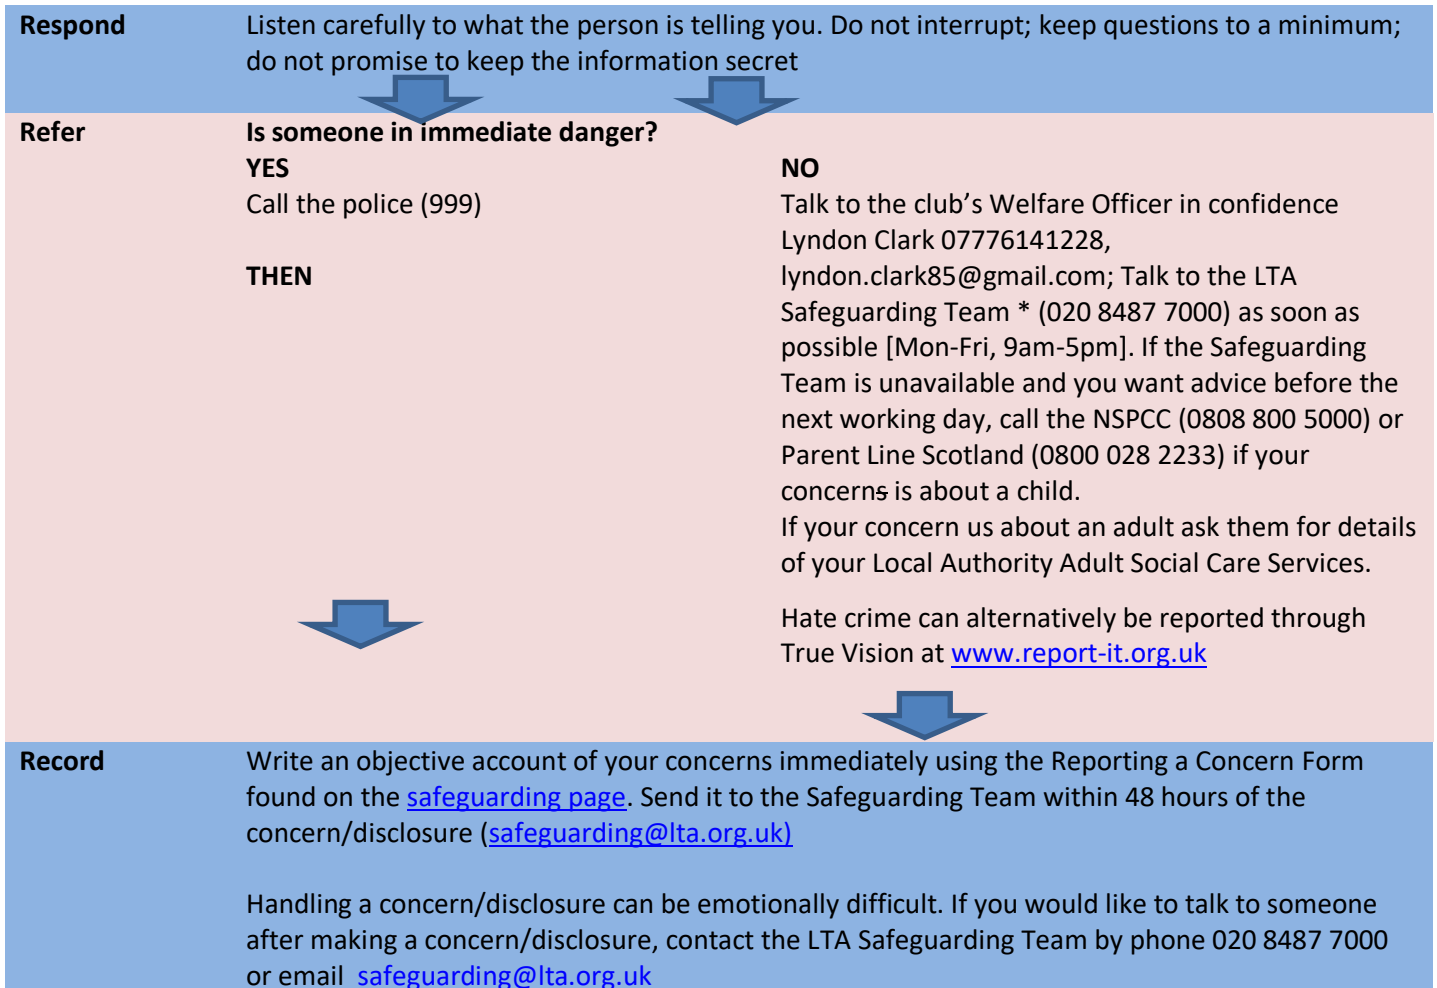 Respond
Listen carefully to what the person is telling you. Do not interrupt; keep questions to a minimum;
do not promise to keep the information secret
Refer
Is someone in immediate danger?
YES
Call the police (999)
THEN
NO
Talk to the club’s Welfare Officer in confidence
Lyndon Clark 07776141228,
lyndon.clark85@gmail.com; Talk to the LTA
Safeguarding Team * (020 8487 7000) as soon as
possible [Mon-Fri, 9am-5pm]. If the Safeguarding
Team is unavailable and you want advice before the
next working day, call the NSPCC (0808 800 5000) or
Parent Line Scotland (0800 028 2233) if your
concerns is about a child.
If your concern us about an adult ask them for details
of your Local Authority Adult Social Care Services.
Hate crime can alternatively be reported through
True Vision at www.report-it.org.uk
Record
Write an objective account of your concerns immediately using the Reporting a Concern Form
found on the safeguarding page. Send it to the Safeguarding Team within 48 hours of the
concern/disclosure (safeguarding@lta.org.uk)
Handling a concern/disclosure can be emotionally difficult. If you would like to talk to someone
after making a concern/disclosure, contact the LTA Safeguarding Team by phone 020 8487 7000
or email safeguarding@lta.org.uk